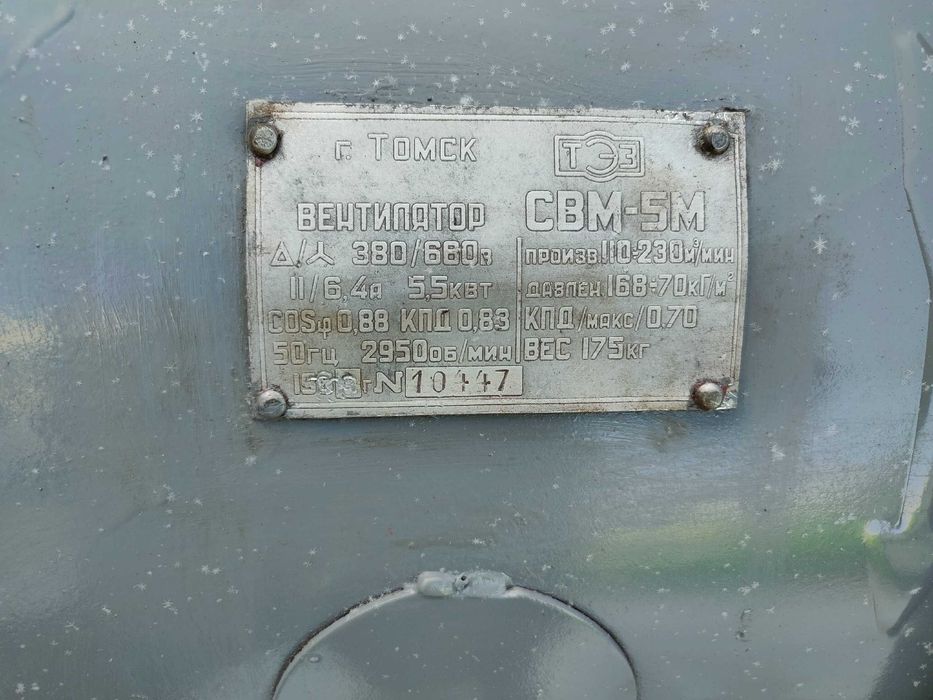 г. ТОМСК ТЭЗ
ВЕНТИЛЯТОР СВМ-5М
Δ/⅄ 380/660в ПРОИЗВ. 110-230м³/мин
11/6,4а 5,5квт ДАВЛЕН. 168-70кГ/м²
COSφ 0,88 КПД 0,83 КПД/макс/0,70
50гц 2950об/мин ВЕС 175кг
г N 10447